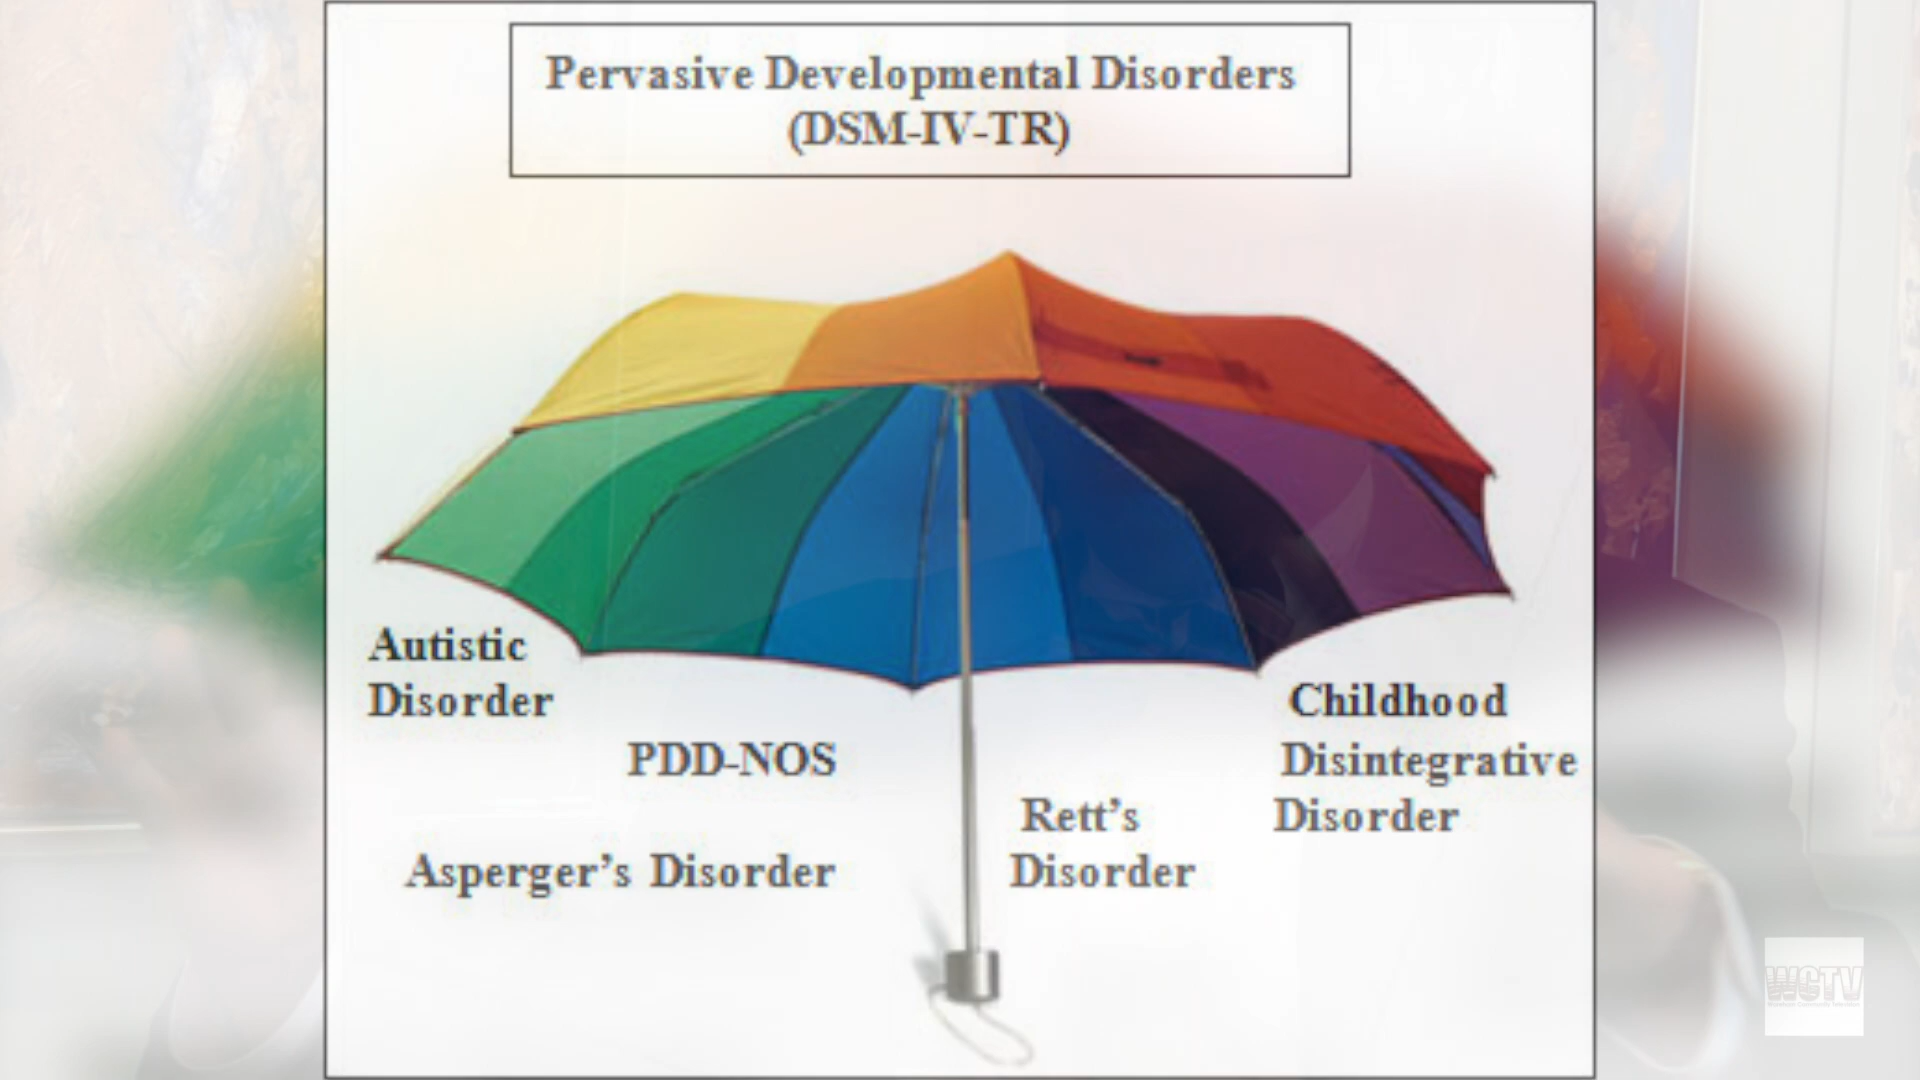 Pervasive Developmental Disorders
(DSM-IV-TR)
Autistic
Disorder
PDD-NOS
Asperger's Disorder
Rett's
Disorder
Childhood
Disintegrative
Disorder
WCTV